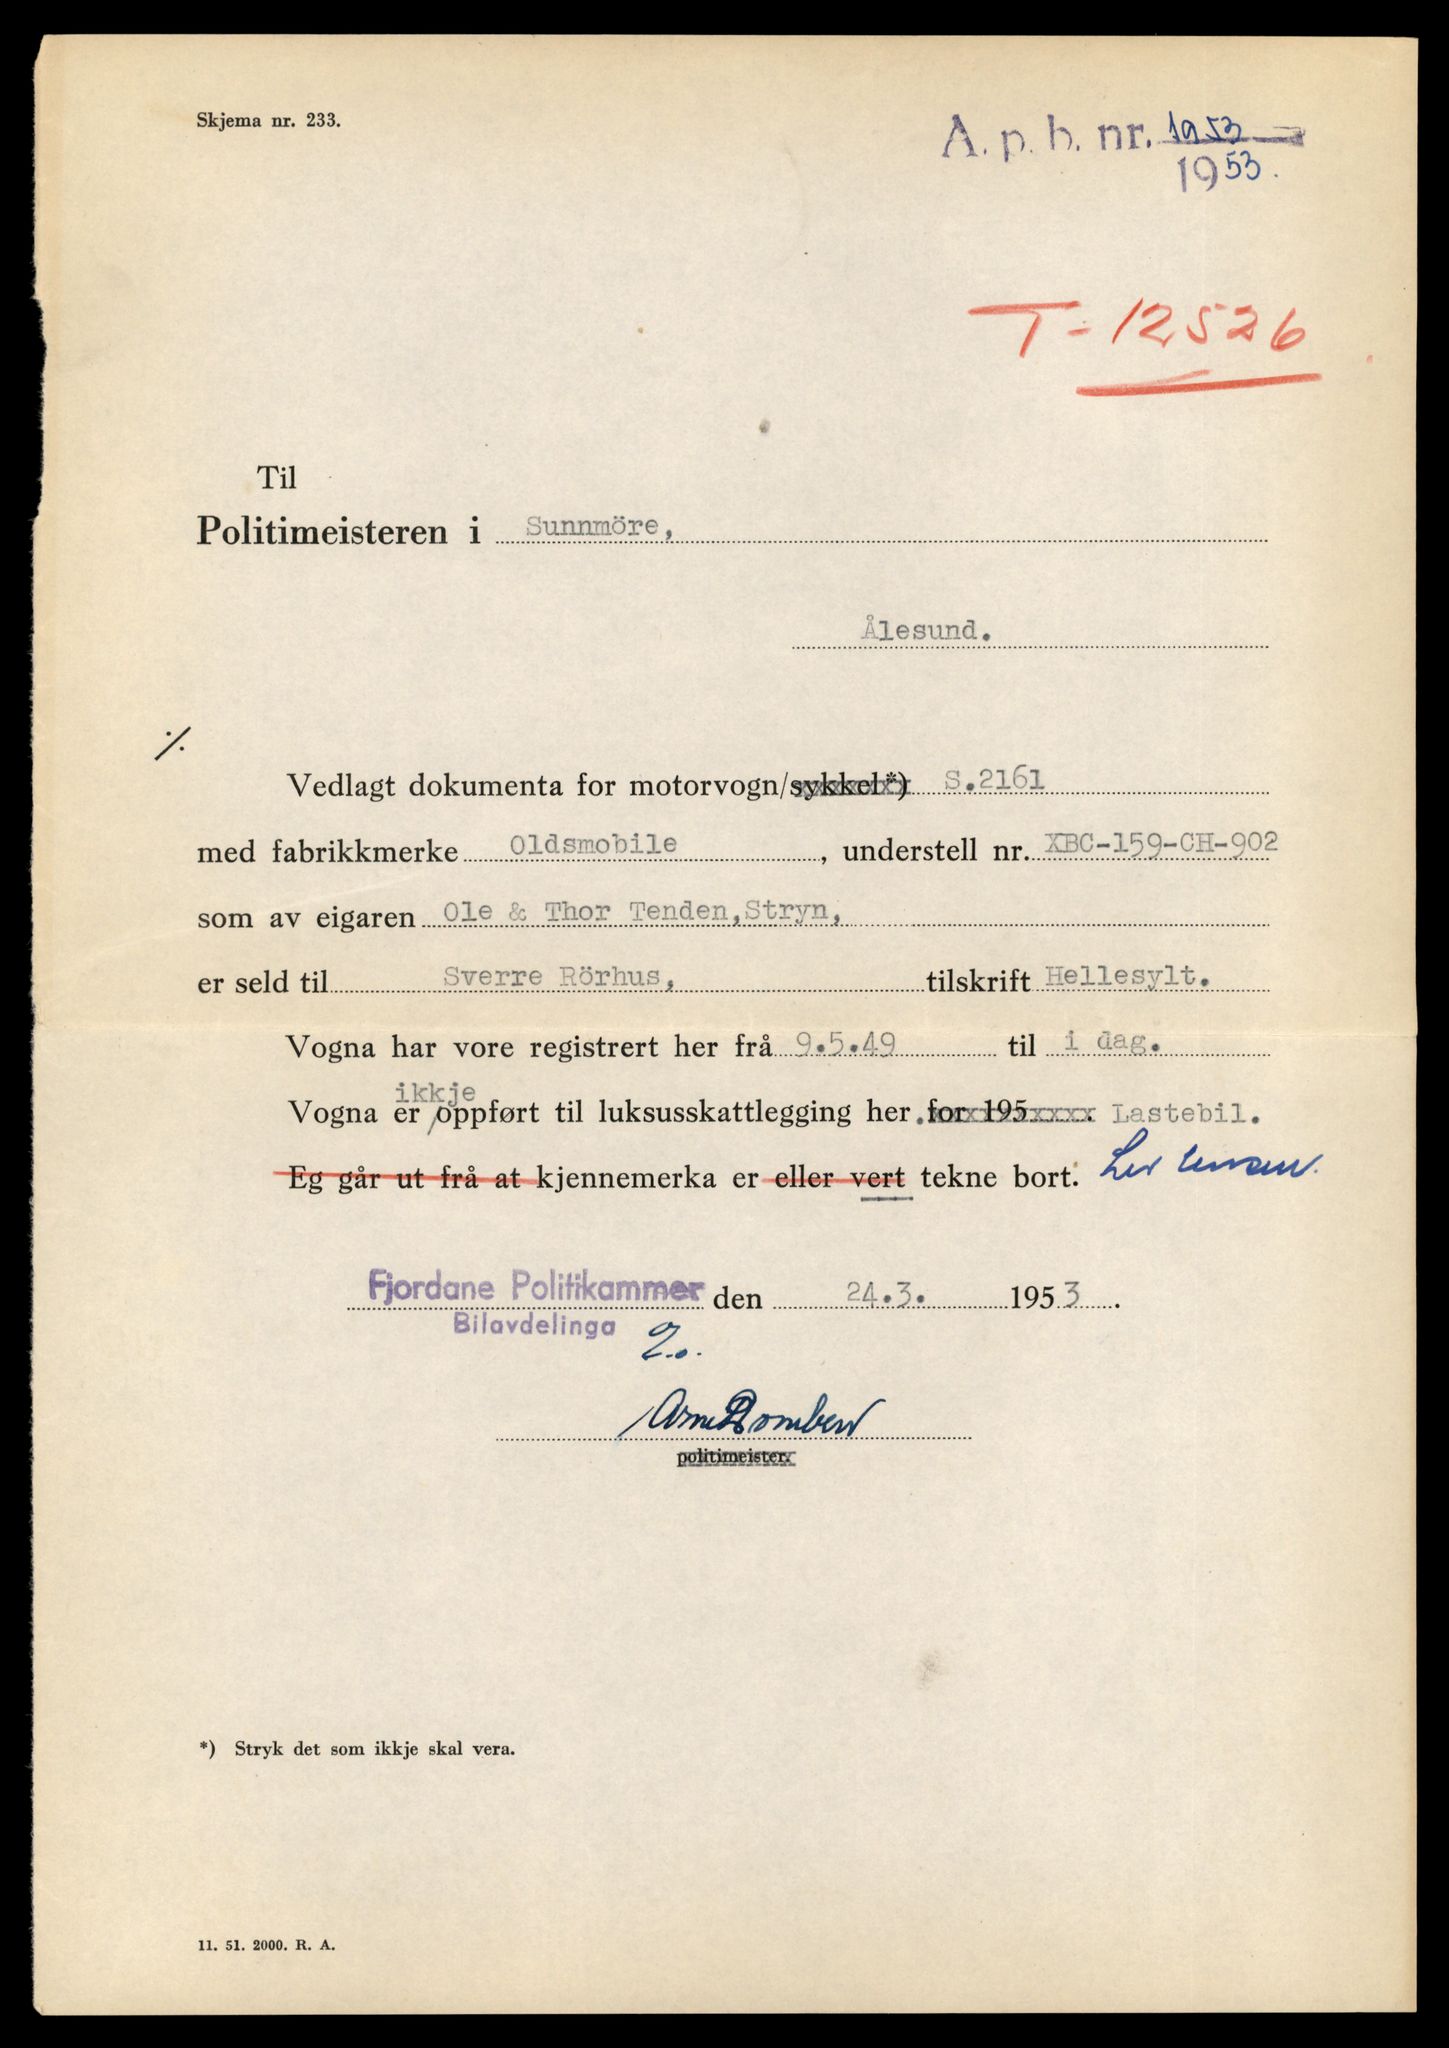 Skjema nr. 233.
A. p. b. nr. 1953
1953.
T-12526
Til
Politimeisteren i Sunnmöre,
Ålesund.
./.
Vedlagt dokumenta for motorvogn/sykkel*) S.2161
med fabrikkmerke Oldsmobile, understell nr. XBC-159-CH-902
som av eigaren Ole & Thor Tenden, Stryn,
er seld til Sverre Rörhus, tilskrift Hellesylt.
Vogna har vore registrert her frå 9.5.49 til i dag.
ikkje
Vogna er/oppført til luksusskattlegging her. for 195 Lastebil.
Eg går ut frå at kjennemerka er eller vert tekne bort.
Fjordane Politikammer den 24.3. 1953.
Bilavdelinga
Arne
politimeister.
*) Stryk det som ikkje skal vera.
11. 51. 2000. R. A.